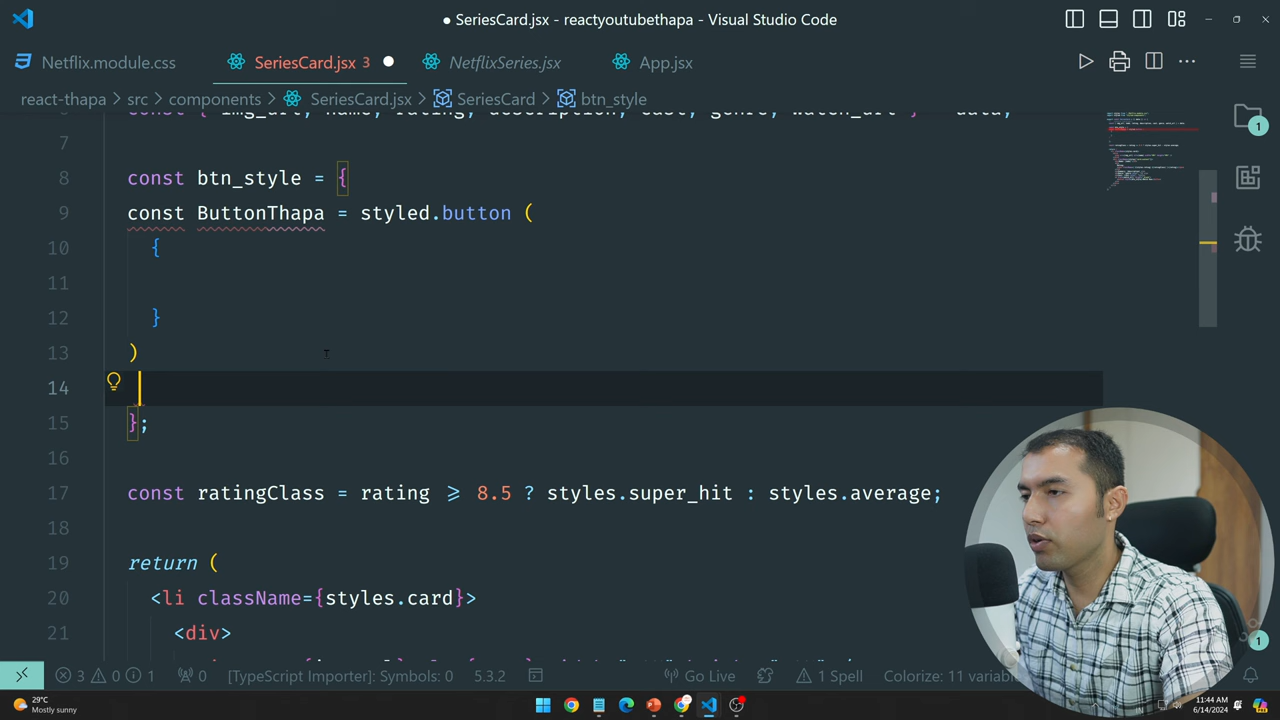 ● SeriesCard.jsx - reactyoutubethapa - Visual Studio Code
Netflix.module.css
SeriesCard.jsx 3 ●
NetflixSeries.jsx
App.jsx
react-thapa > src > components > SeriesCard.jsx > SeriesCard > btn_style
7
8 const btn_style = {
9 const ButtonThapa = styled.button (
10 {
11
12 }
13 )
14
15 };
16
17 const ratingClass = rating ⩾ 8.5 ? styles.super_hit : styles.average;
18
19 return (
20 <li className={styles.card}>
21 <div>
1
1
3 0 1 0 [TypeScript Importer]: Symbols: 0 5.3.2 Go Live 1 Spell Colorize: 11 variab
29°C
Mostly sunny
11:44 AM
6/14/2024